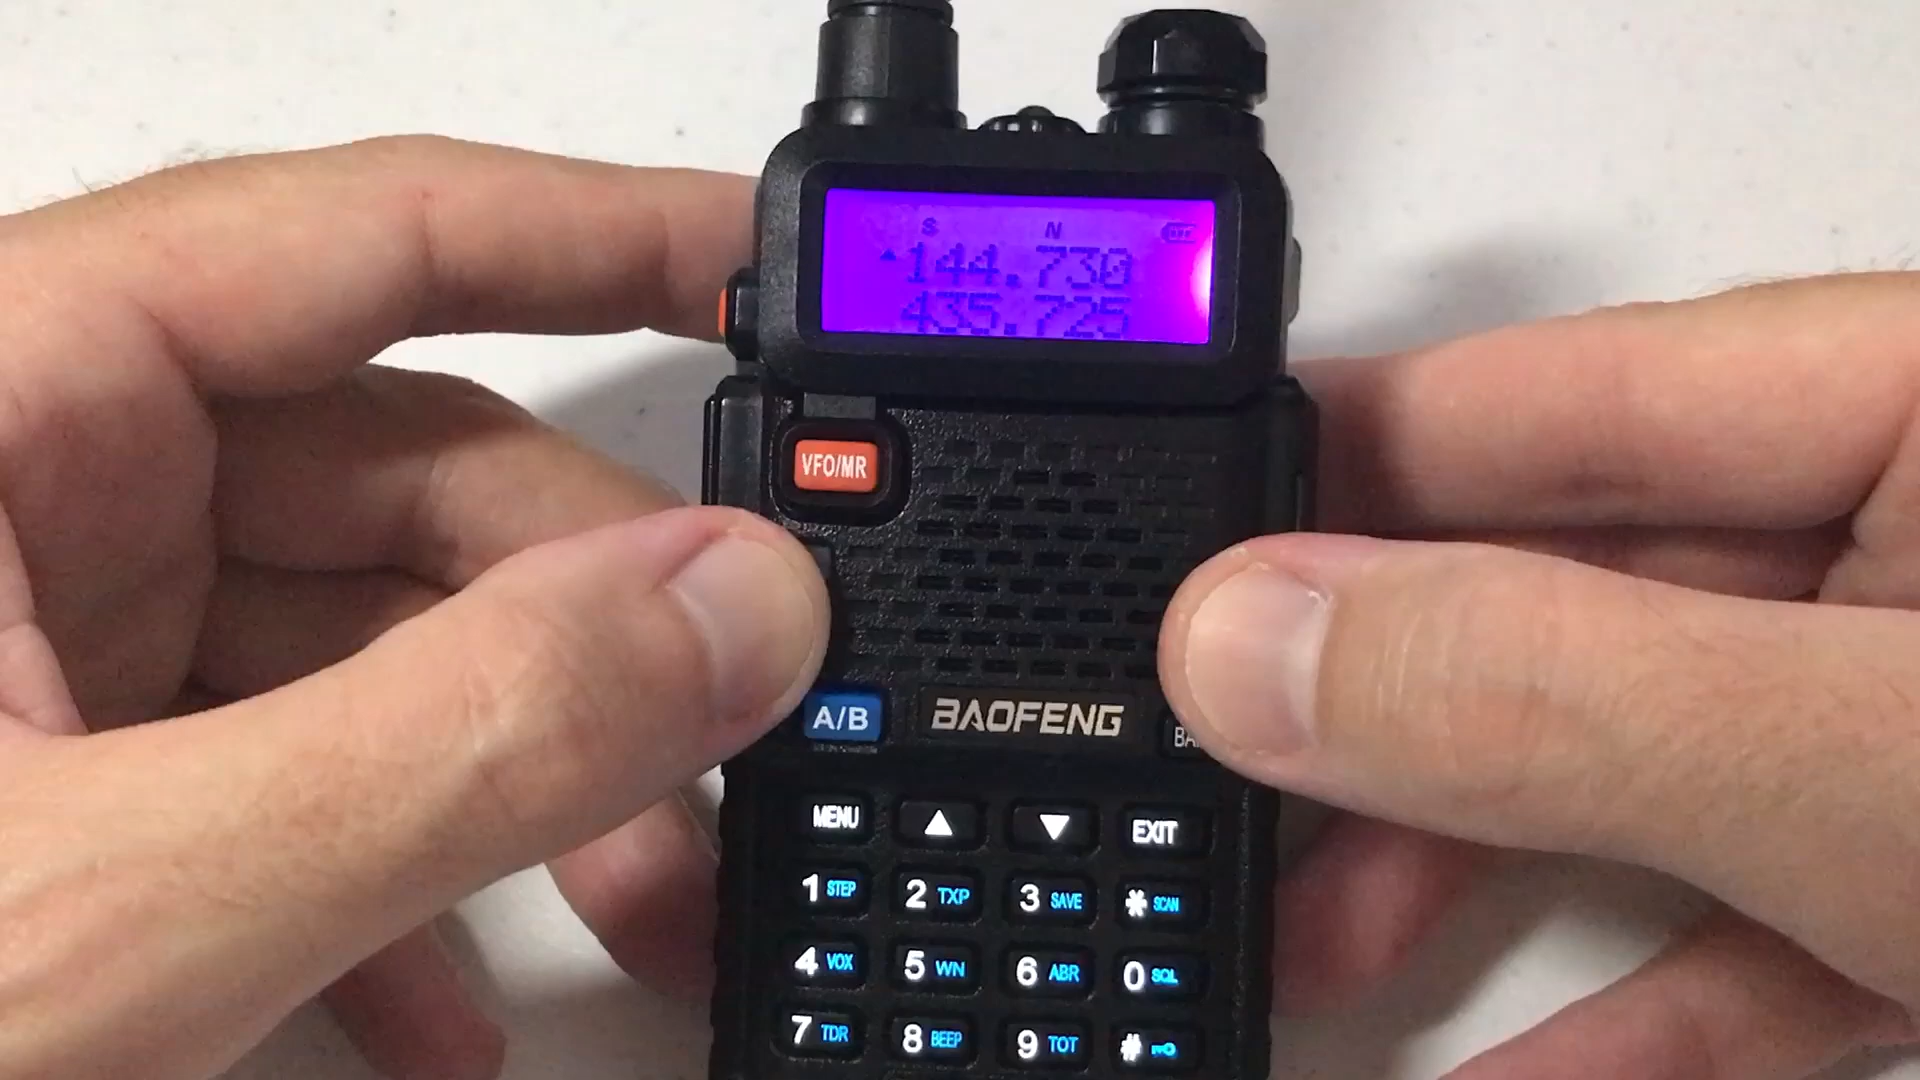 S N
▲144.730
435.725
VFO/MR
A/B BAOFENG
MENU ▲ ▼ EXIT
1 STEP 2 TXP 3 SAVE * SCAN
4 VOX 5 WN 6 ABR 0 SQL
7 TDR 8 BEEP 9 TOT #